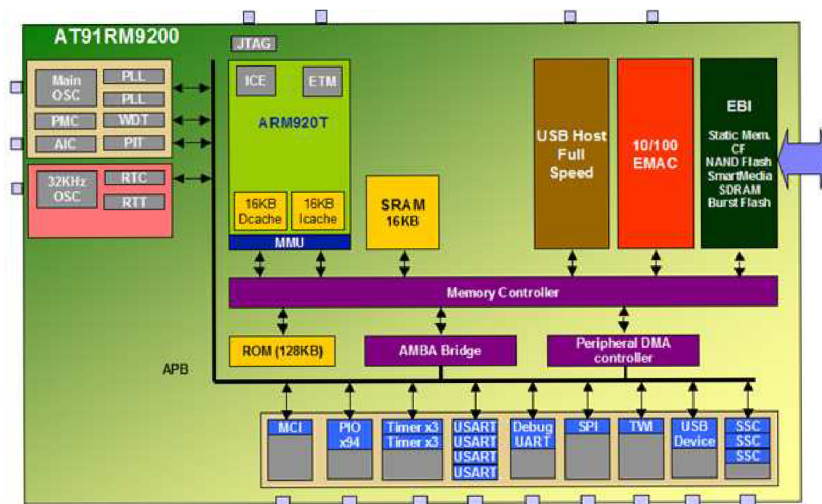 AT91RM9200
JTAG
Main
OSC
PLL
PLL
PMC
WDT
AIC
PIT
32KHz
OSC
RTC
RTT
ICE
ETM
ARM920T
16KB
Dcache
16KB
Icache
MMU
SRAM
16KB
USB Host
Full
Speed
10/100
EMAC
EBI
Static Mem.
CF
NAND Flash
SmartMedia
SDRAM
Burst Flash
Memory Controller
ROM (128KB)
AMBA Bridge
Peripheral DMA
controller
APB
MCI
PIO
x94
Timer x3
Timer x3
USART
USART
USART
USART
Debug
UART
SPI
TWI
USB
Device
SSC
SSC
SSC